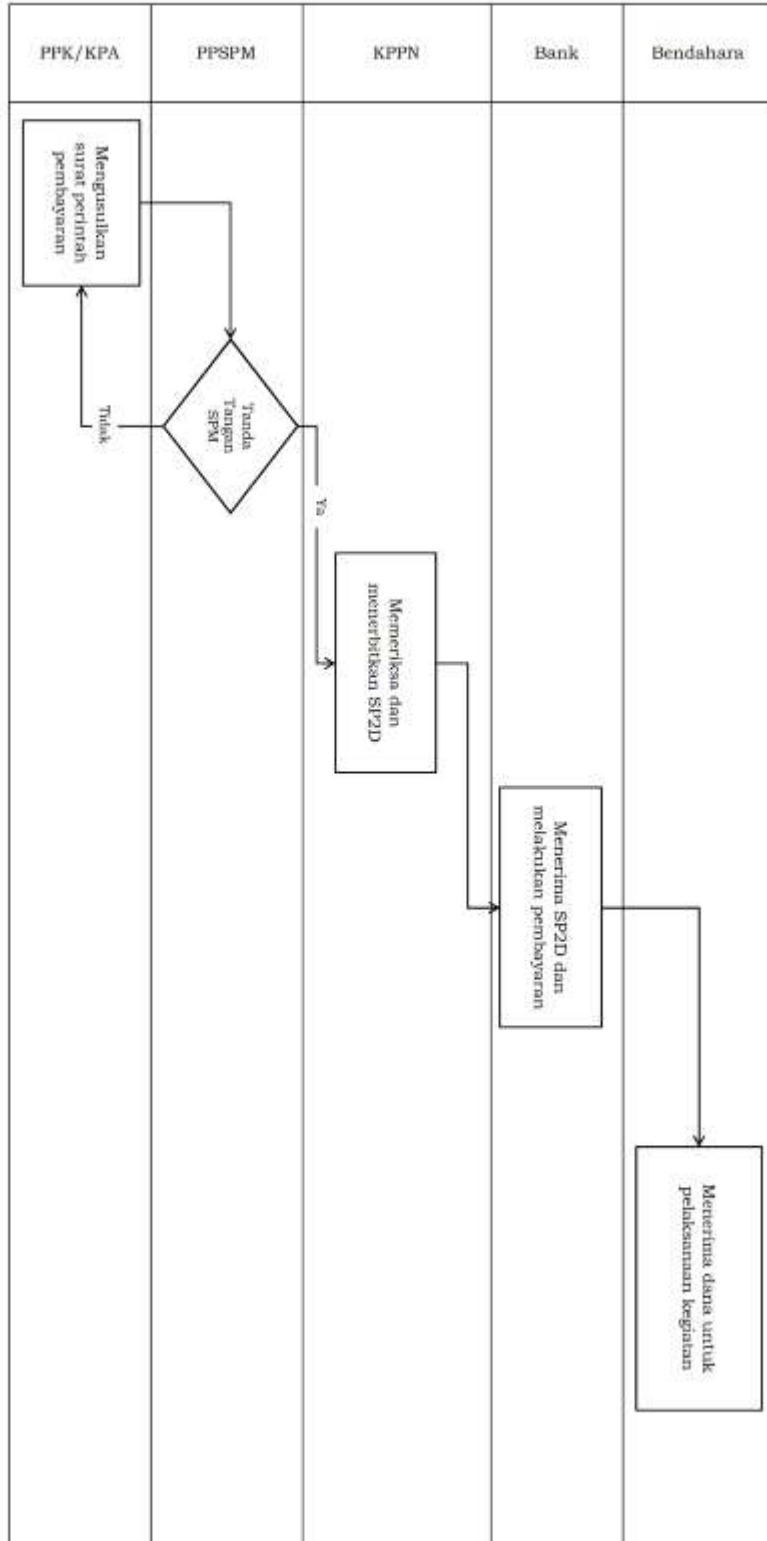 PPK/KPA
PPSPM
KPPN
Bank
Bendahara
Mengusulkan
surat perintah
pembayaran
Tanda
Tangan
SPM
Tidak
Ya
Memeriksa dan
menerbitkan SP2D
Menerima SP2D dan
melakukan pembayaran
Menerima dana untuk
pelaksanaan kegiatan